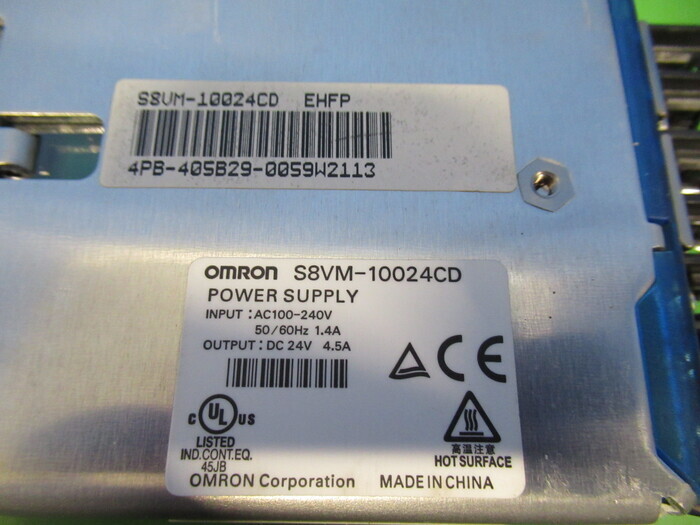 S8VM-10024CD EHFP
4PB-405B29-0059W2113
OMRON S8VM-10024CD
POWER SUPPLY
INPUT : AC100-240V
50/60Hz 1.4A
OUTPUT : DC 24V 4.5A
CE
C UL US
LISTED
IND.CONT.EQ.
45JB
高温注意
HOT SURFACE
OMRON Corporation MADE IN CHINA